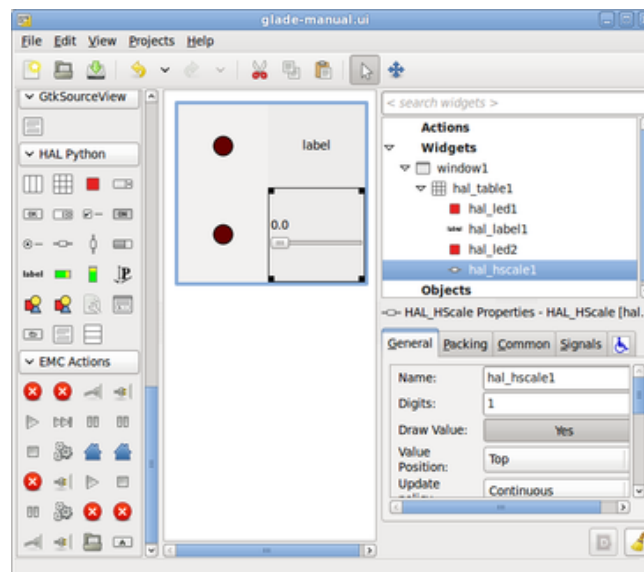 glade-manual.ui
File Edit View Projects Help
GtkSourceView
HAL Python
label
EMC Actions
label
0.0
< search widgets >
Actions
Widgets
window1
hal_table1
hal_led1
hal_label1
hal_led2
hal_hscale1
Objects
HAL_HScale Properties - HAL_HScale [hal.
General Packing Common Signals
Name: hal_hscale1
Digits: 1
Draw Value: Yes
Value
Position: Top
Update
Continuous